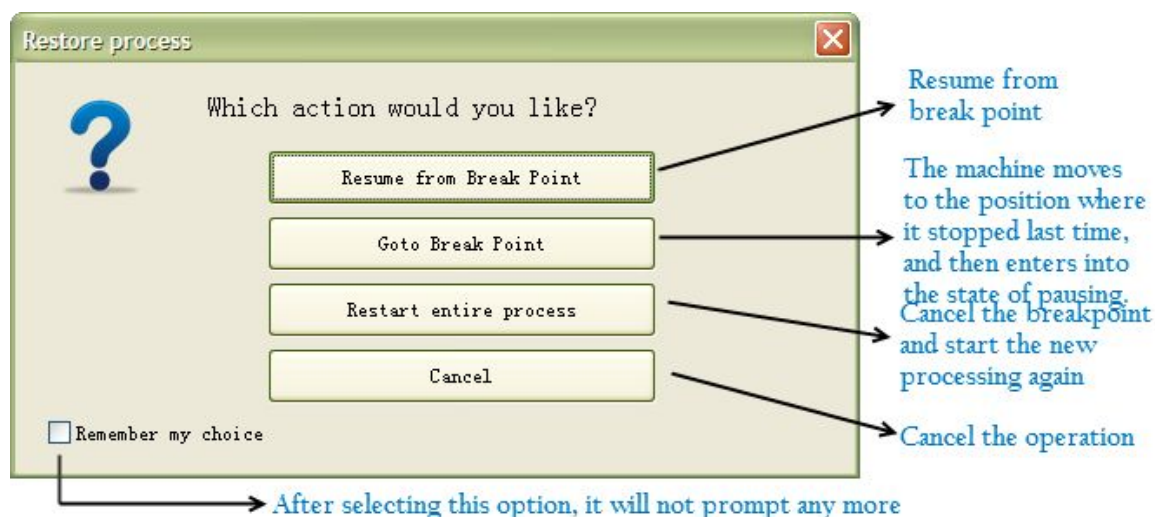 Restore process
Which action would you like?
Resume from Break Point
Goto Break Point
Restart entire process
Cancel
Remember my choice
Resume from
break point
The machine moves
to the position where
it stopped last time,
and then enters into
the state of pausing.
Cancel the breakpoint
and start the new
processing again
Cancel the operation
After selecting this option, it will not prompt any more